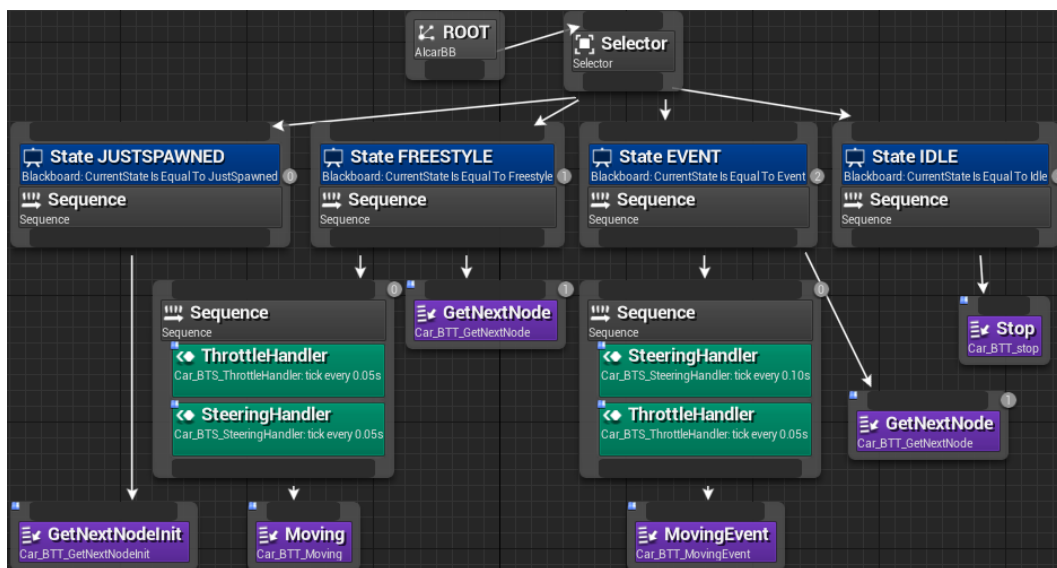 ROOT
AlcarBB
Selector
Selector
State JUSTSPAWNED
Blackboard: CurrentState Is Equal To JustSpawned
0
Sequence
Sequence
State FREESTYLE
Blackboard: CurrentState Is Equal To Freestyle
1
Sequence
Sequence
State EVENT
Blackboard: CurrentState Is Equal To Event
2
Sequence
Sequence
State IDLE
Blackboard: CurrentState Is Equal To Idle
Sequence
Sequence
0
Sequence
Sequence
ThrottleHandler
Car_BTS_ThrottleHandler: tick every 0.05s
SteeringHandler
Car_BTS_SteeringHandler: tick every 0.05s
1
GetNextNode
Car_BTT_GetNextNode
0
Sequence
Sequence
SteeringHandler
Car_BTS_SteeringHandler: tick every 0.10s
ThrottleHandler
Car_BTS_ThrottleHandler: tick every 0.05s
Stop
Car_BTT_stop
1
GetNextNode
Car_BTT_GetNextNode
GetNextNodeInit
Car_BTT_GetNextNodeInit
Moving
Car_BTT_Moving
MovingEvent
Car_BTT_MovingEvent